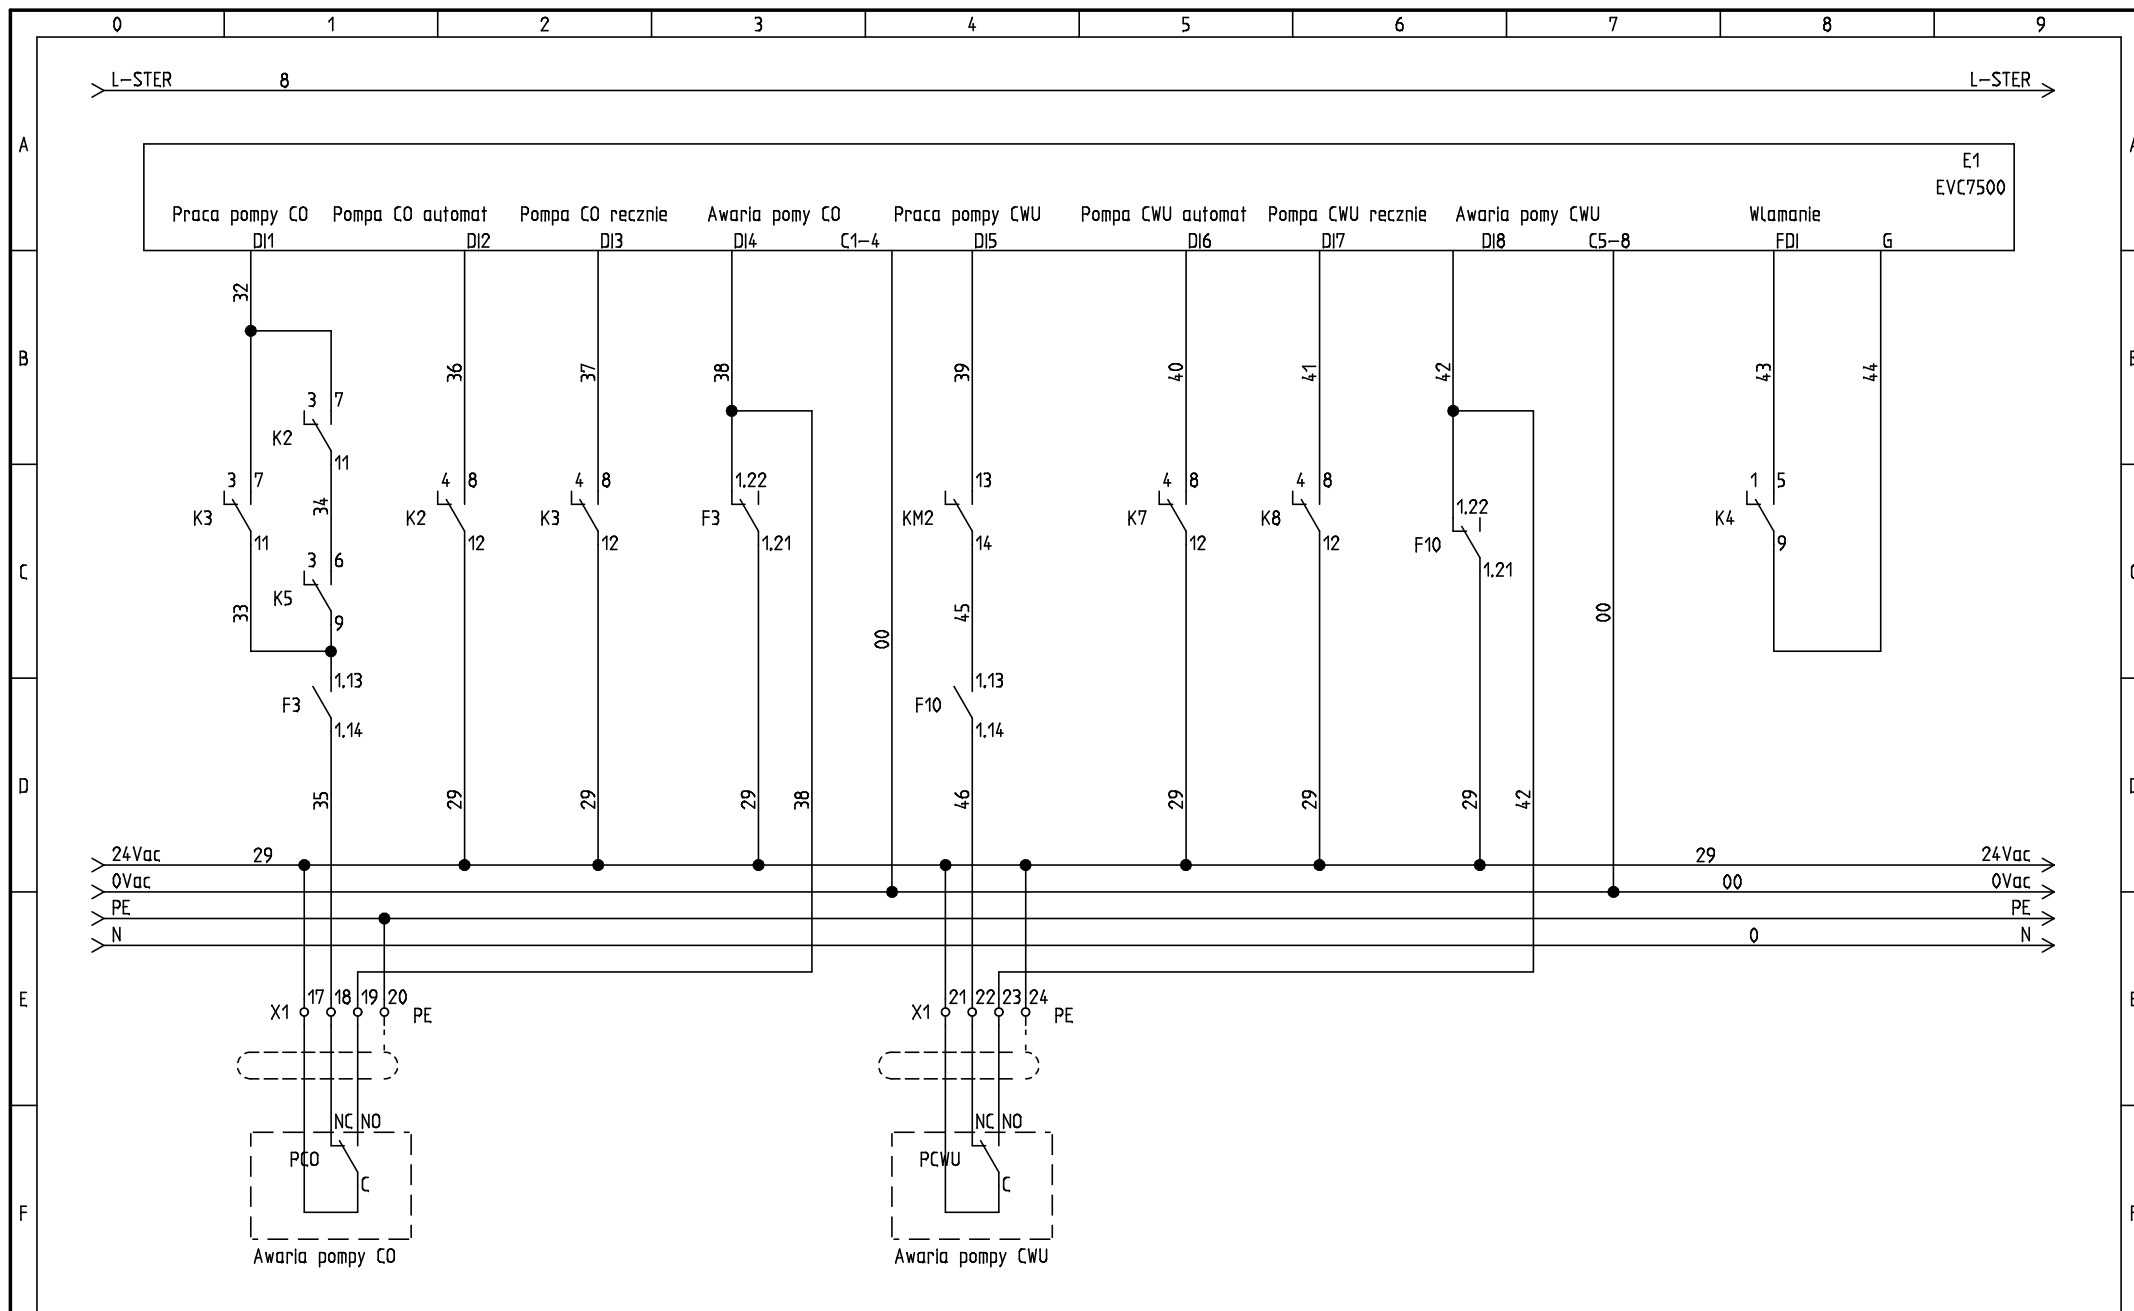 0 1 2 3 4 5 6 7 8 9
L-STER 8 L-STER
A A
E1
EVC7500
Praca pompy CO Pompa CO automat Pompa CO recznie Awaria pomy CO Praca pompy CWU Pompa CWU automat Pompa CWU recznie Awaria pomy CWU Wlamanie
DI1 DI2 DI3 DI4 C1-4 DI5 DI6 DI7 DI8 C5-8 FDI G
32
B 36 37 38 39 40 41 42 43 44
3 7
K2
11
3 7 4 8 4 8 1.22 13 4 8 4 8 1 5
1.22
K3 34 K2 K3 F3 KM2 K7 K8 K4
11 12 12 1.21 14 12 12 F10 9
3 6
C 1.21
K5
33 9 45 00
00
1.13 1.13
F3 F10
1.14 1.14
D 35 29 29 29 38 46 29 29 29 42
24Vac 29 29 24Vac
0Vac 00 0Vac
PE PE
N 0 N
E X1 17 18 19 20 PE X1 21 22 23 24 PE
NC NO NC NO
PCO PCWU
C C
F
Awaria pompy CO Awaria pompy CWU